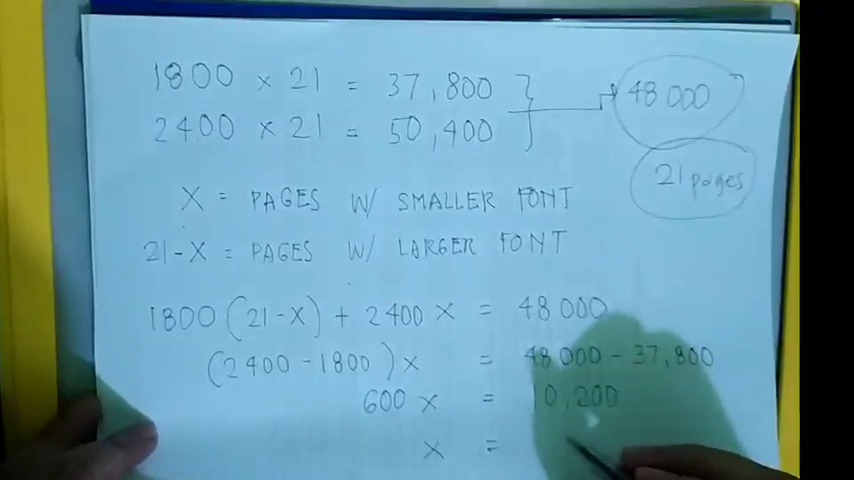 1800 × 21 = 37,800
2400 × 21 = 50,400
48 000
21 pages
X = PAGES W/ SMALLER FONT
21-X = PAGES W/ LARGER FONT
1800(21-X) + 2400 X = 48 000
(2400 - 1800)X = 48 000 - 37,800
600 X = 10,200
X =